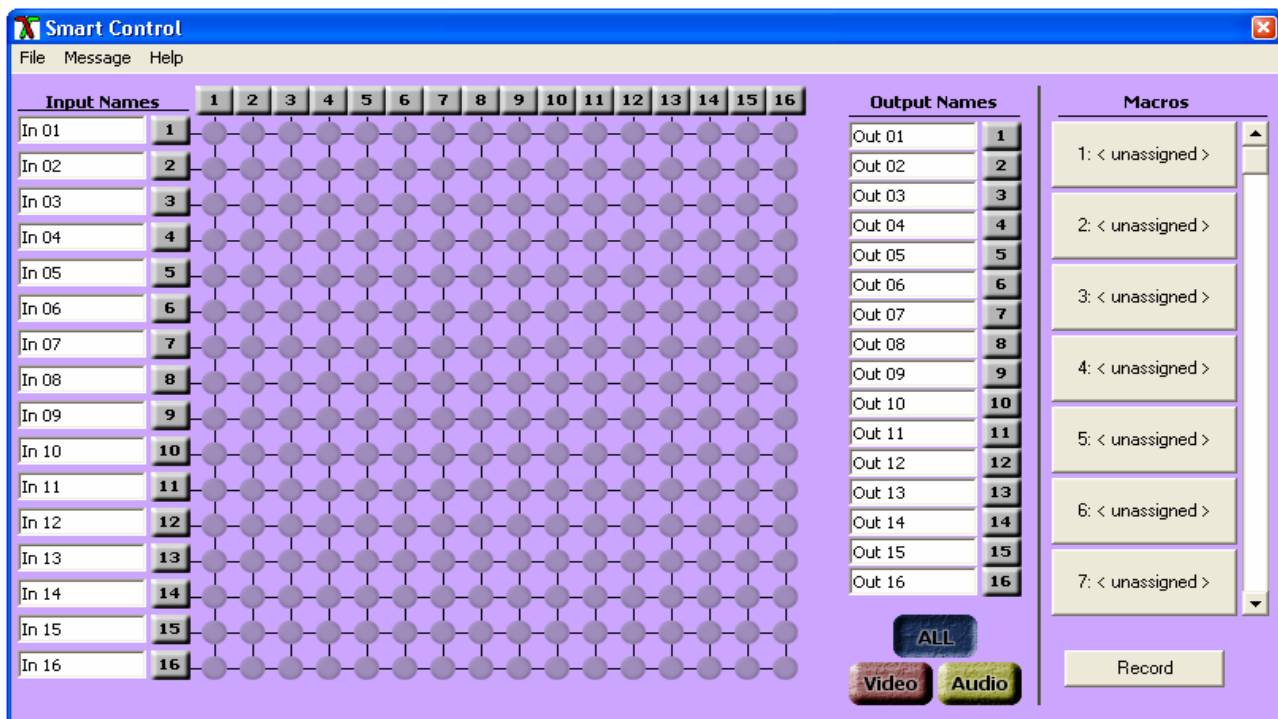 Smart Control
File Message Help
Input Names
1 2 3 4 5 6 7 8 9 10 11 12 13 14 15 16
In 01 1
In 02 2
In 03 3
In 04 4
In 05 5
In 06 6
In 07 7
In 08 8
In 09 9
In 10 10
In 11 11
In 12 12
In 13 13
In 14 14
In 15 15
In 16 16
Output Names
Out 01 1
Out 02 2
Out 03 3
Out 04 4
Out 05 5
Out 06 6
Out 07 7
Out 08 8
Out 09 9
Out 10 10
Out 11 11
Out 12 12
Out 13 13
Out 14 14
Out 15 15
Out 16 16
ALL
Video Audio
Macros
1: < unassigned >
2: < unassigned >
3: < unassigned >
4: < unassigned >
5: < unassigned >
6: < unassigned >
7: < unassigned >
Record